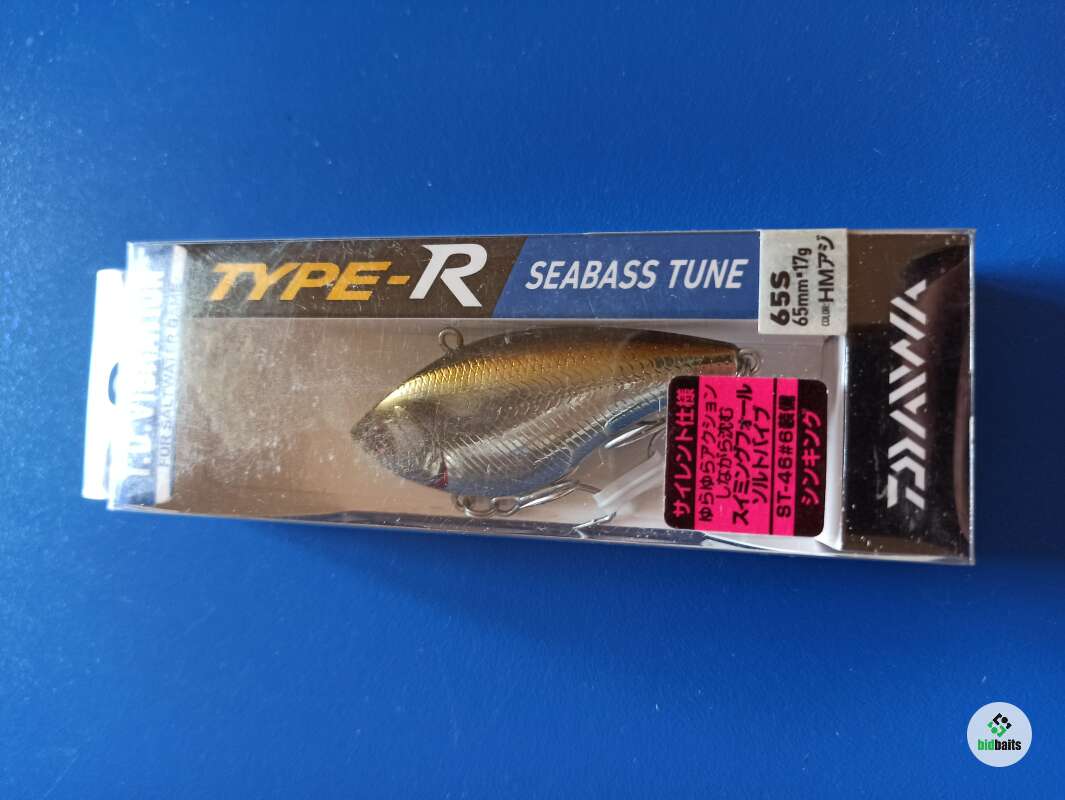 TYPE-R
SEABASS TUNE
65S
65mm・17g
COLOR:HMアジ
サイレント仕様
ゆらゆらアクション
しながら沈む
スイミングフォール
ソルトバイブ
ST-46#6装備
シンキング
DAIWA
FOR SALTWATER GAME
bidbaits